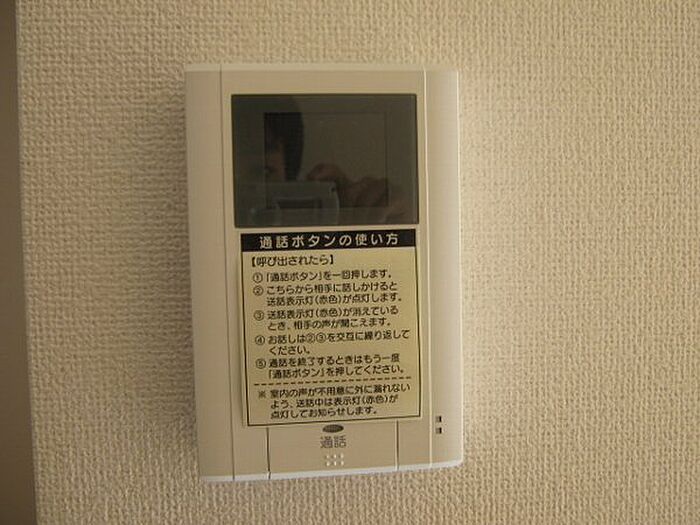 通話ボタンの使い方
【呼び出されたら】
①「通話ボタン」を一回押します。
②こちらから相手に話しかけると
送話表示灯(赤色)が点灯します。
③送話表示灯(赤色)が消えている
とき、相手の声が聞こえます。
④お話しは②③を交互に繰り返して
ください。
⑤通話を終了するときはもう一度
「通話ボタン」を押してください。
※室内の声が不用意に外に漏れない
よう、送話中は表示灯(赤色)が
点灯してお知らせします。
通話